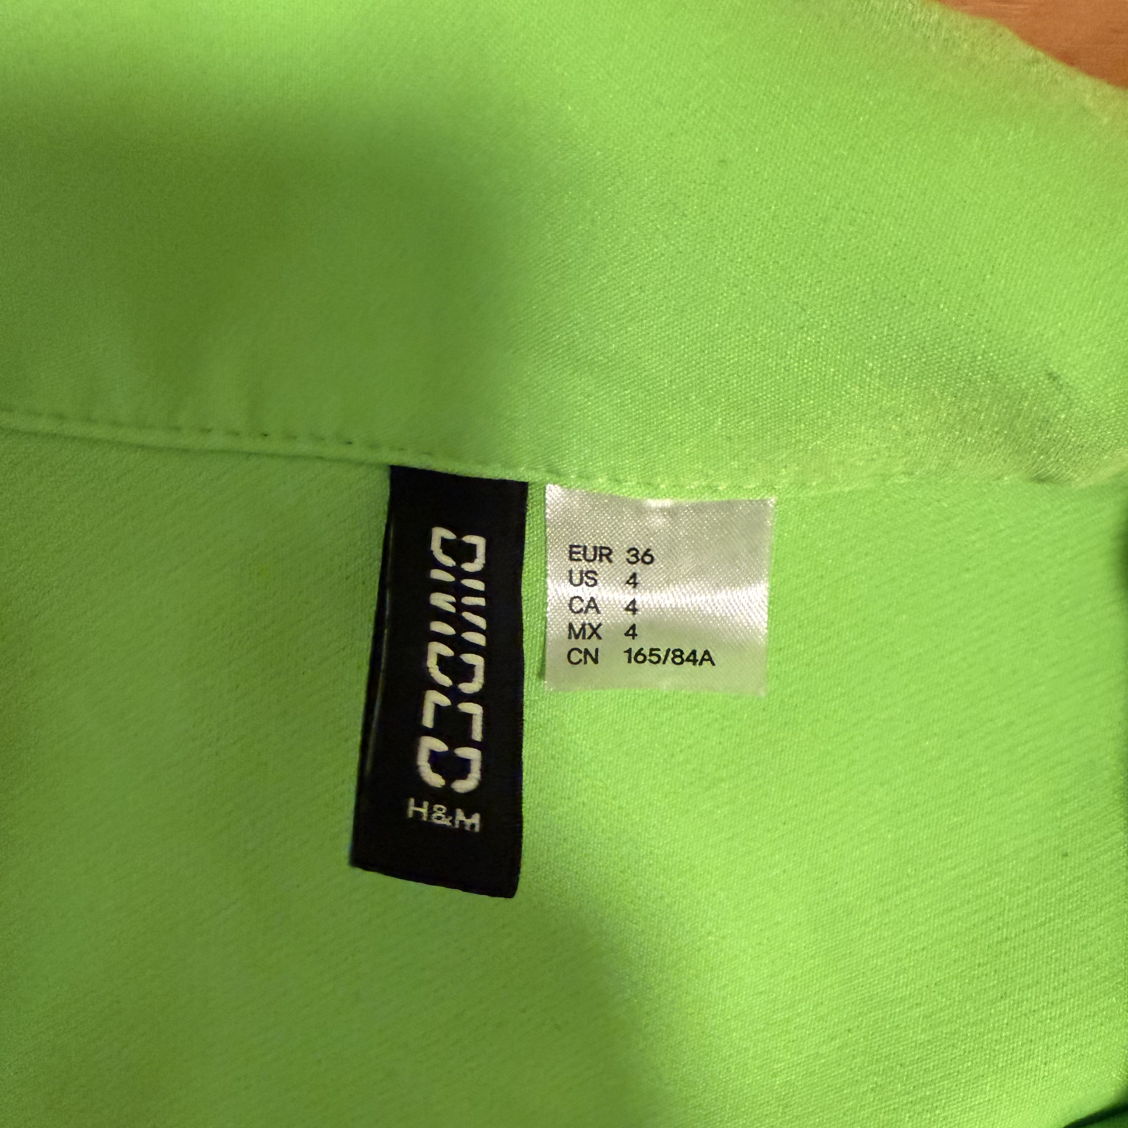 DIVIDED
H&M
EUR 36
US 4
CA 4
MX 4
CN 165/84A